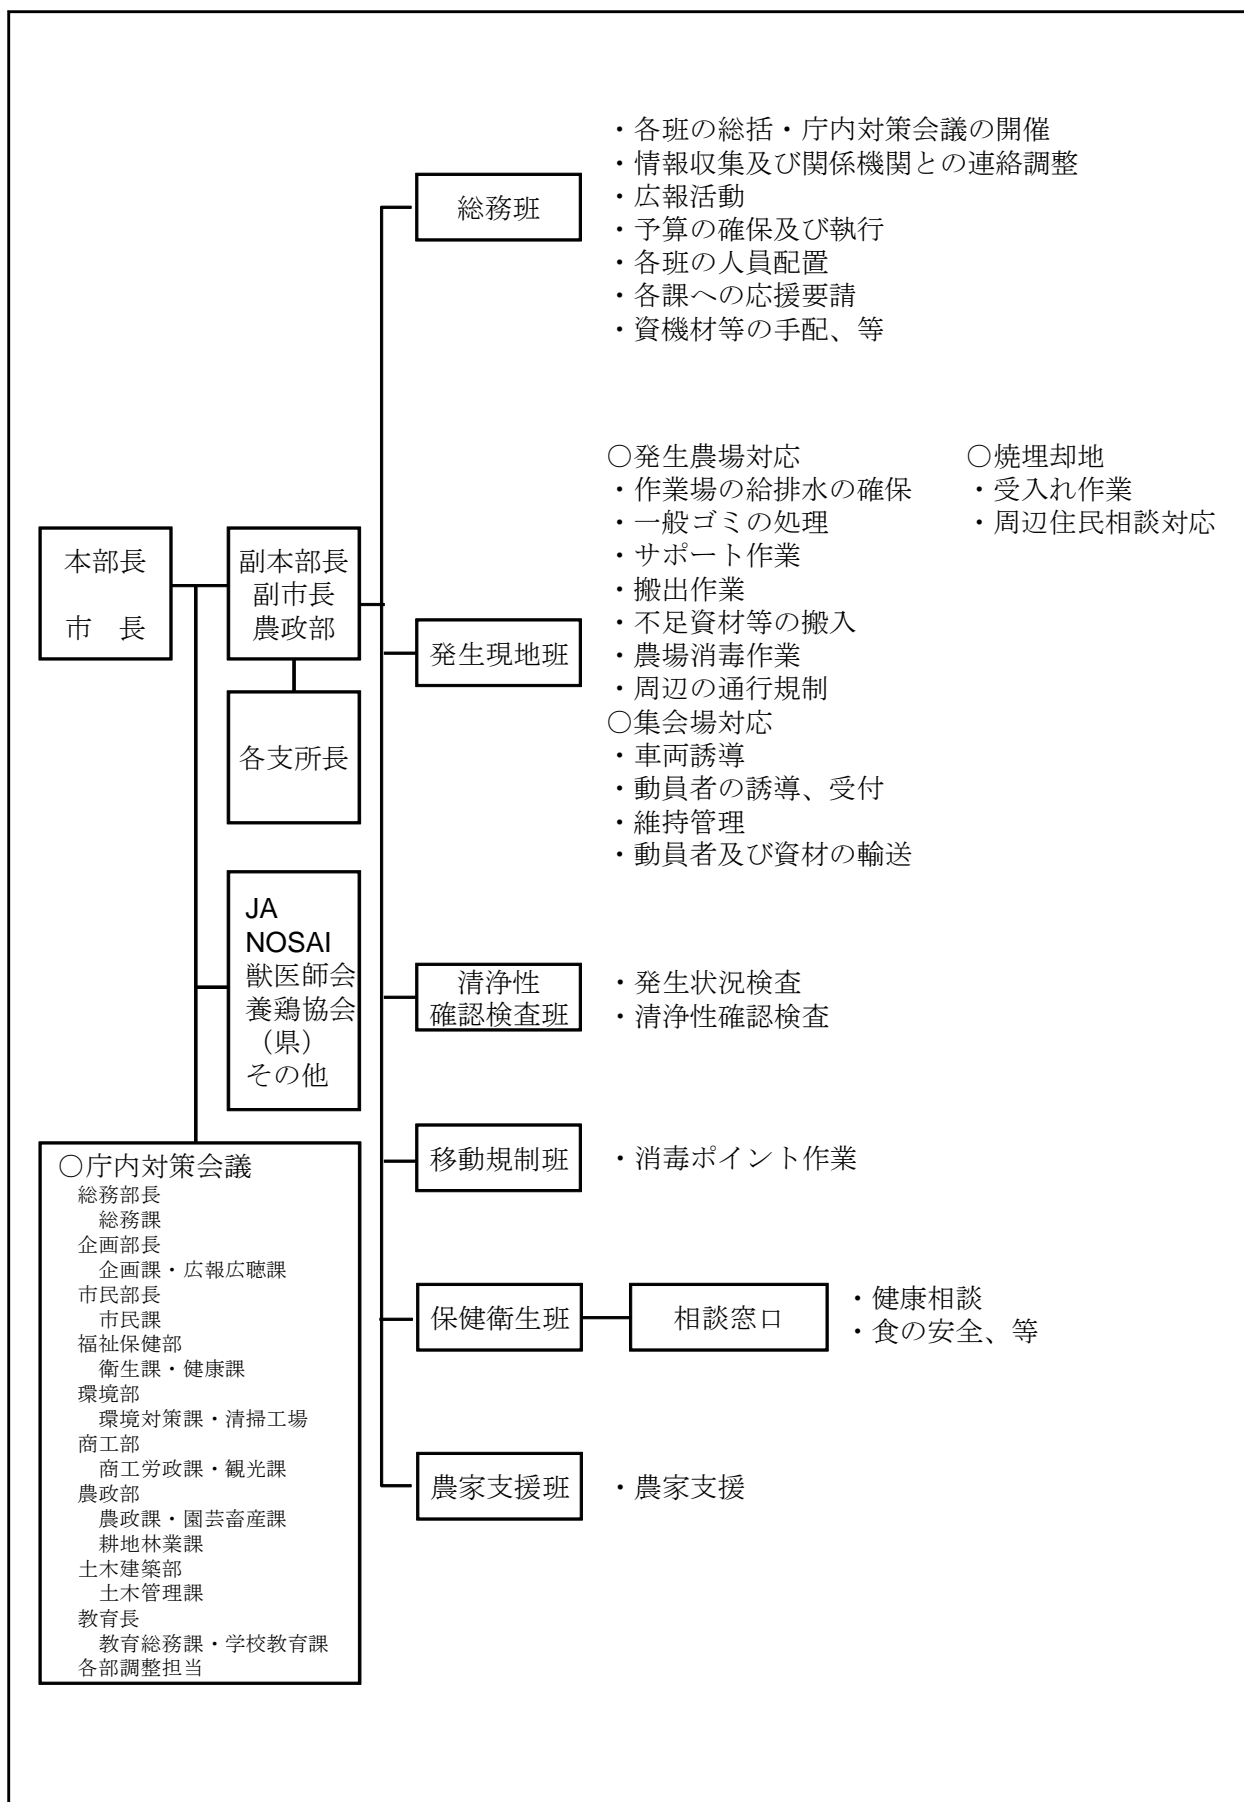 本部長
市　長
副本部長
副市長
農政部
各支所長
JA
NOSAI
獣医師会
養鶏協会
（県）
その他
○庁内対策会議
総務部長
総務課
企画部長
企画課・広報広聴課
市民部長
市民課
福祉保健部
衛生課・健康課
環境部
環境対策課・清掃工場
商工部
商工労政課・観光課
農政部
農政課・園芸畜産課
耕地林業課
土木建築部
土木管理課
教育長
教育総務課・学校教育課
各部調整担当
総務班
・各班の総括・庁内対策会議の開催
・情報収集及び関係機関との連絡調整
・広報活動
・予算の確保及び執行
・各班の人員配置
・各課への応援要請
・資機材等の手配、等
発生現地班
○発生農場対応
・作業場の給排水の確保
・一般ゴミの処理
・サポート作業
・搬出作業
・不足資材等の搬入
・農場消毒作業
・周辺の通行規制
○集会場対応
・車両誘導
・動員者の誘導、受付
・維持管理
・動員者及び資材の輸送
○焼埋却地
・受入れ作業
・周辺住民相談対応
清浄性
確認検査班
・発生状況検査
・清浄性確認検査
移動規制班
・消毒ポイント作業
保健衛生班
相談窓口
・健康相談
・食の安全、等
農家支援班
・農家支援